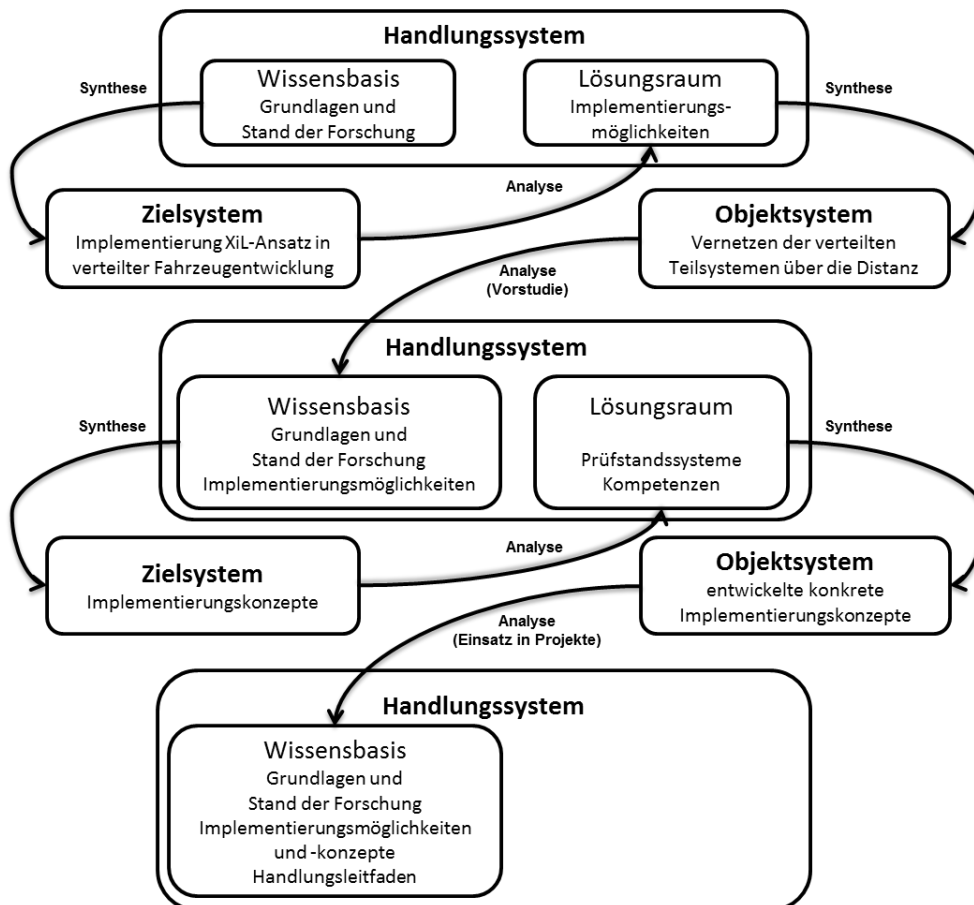 Handlungssystem
Synthese
Wissensbasis
Grundlagen und
Stand der Forschung
Lösungsraum
Implementierungs-
möglichkeiten
Synthese
Analyse
Zielsystem
Implementierung XiL-Ansatz in
verteilter Fahrzeugentwicklung
Objektsystem
Vernetzen der verteilten
Teilsystemen über die Distanz
Analyse
(Vorstudie)
Handlungssystem
Synthese
Wissensbasis
Grundlagen und
Stand der Forschung
Implementierungsmöglichkeiten
Lösungsraum
Prüfstandssysteme
Kompetenzen
Synthese
Analyse
Zielsystem
Implementierungskonzepte
Objektsystem
entwickelte konkrete
Implementierungskonzepte
Analyse
(Einsatz in Projekte)
Handlungssystem
Wissensbasis
Grundlagen und
Stand der Forschung
Implementierungsmöglichkeiten
und -konzepte
Handlungsleitfaden